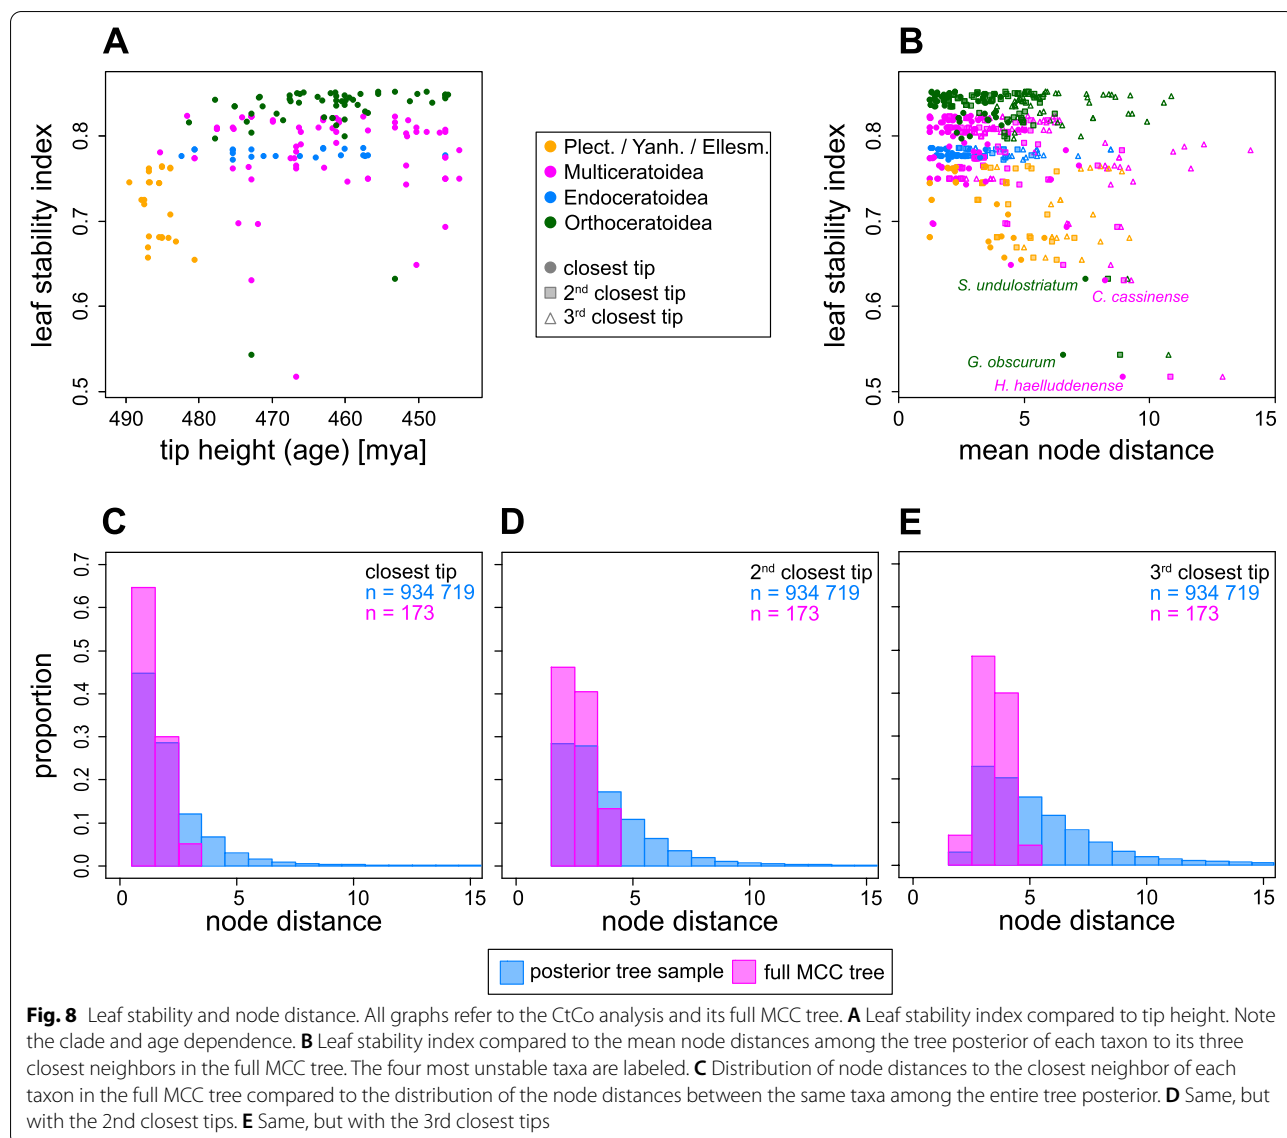 A
B
leaf stability index
0.5 0.6 0.7 0.8
490 480 470 460 450
tip height (age) [mya]
Plect. / Yanh. / Ellesm.
Multiceratoidea
Endoceratoidea
Orthoceratoidea
closest tip
2nd closest tip
3rd closest tip
leaf stability index
0.5 0.6 0.7 0.8
S. undulostriatum
C. cassinense
G. obscurum
H. haelluddenense
0 5 10 15
mean node distance
C
D
E
proportion
0.0 0.1 0.2 0.3 0.4 0.5 0.6 0.7
closest tip
n = 934 719
n = 173
0 5 10 15
node distance
2nd closest tip
n = 934 719
n = 173
0 5 10 15
node distance
3rd closest tip
n = 934 719
n = 173
0 5 10 15
node distance
posterior tree sample full MCC tree
Fig. 8 Leaf stability and node distance. All graphs refer to the CtCo analysis and its full MCC tree. A Leaf stability index compared to tip height. Note
the clade and age dependence. B Leaf stability index compared to the mean node distances among the tree posterior of each taxon to its three
closest neighbors in the full MCC tree. The four most unstable taxa are labeled. C Distribution of node distances to the closest neighbor of each
taxon in the full MCC tree compared to the distribution of the node distances between the same taxa among the entire tree posterior. D Same, but
with the 2nd closest tips. E Same, but with the 3rd closest tips